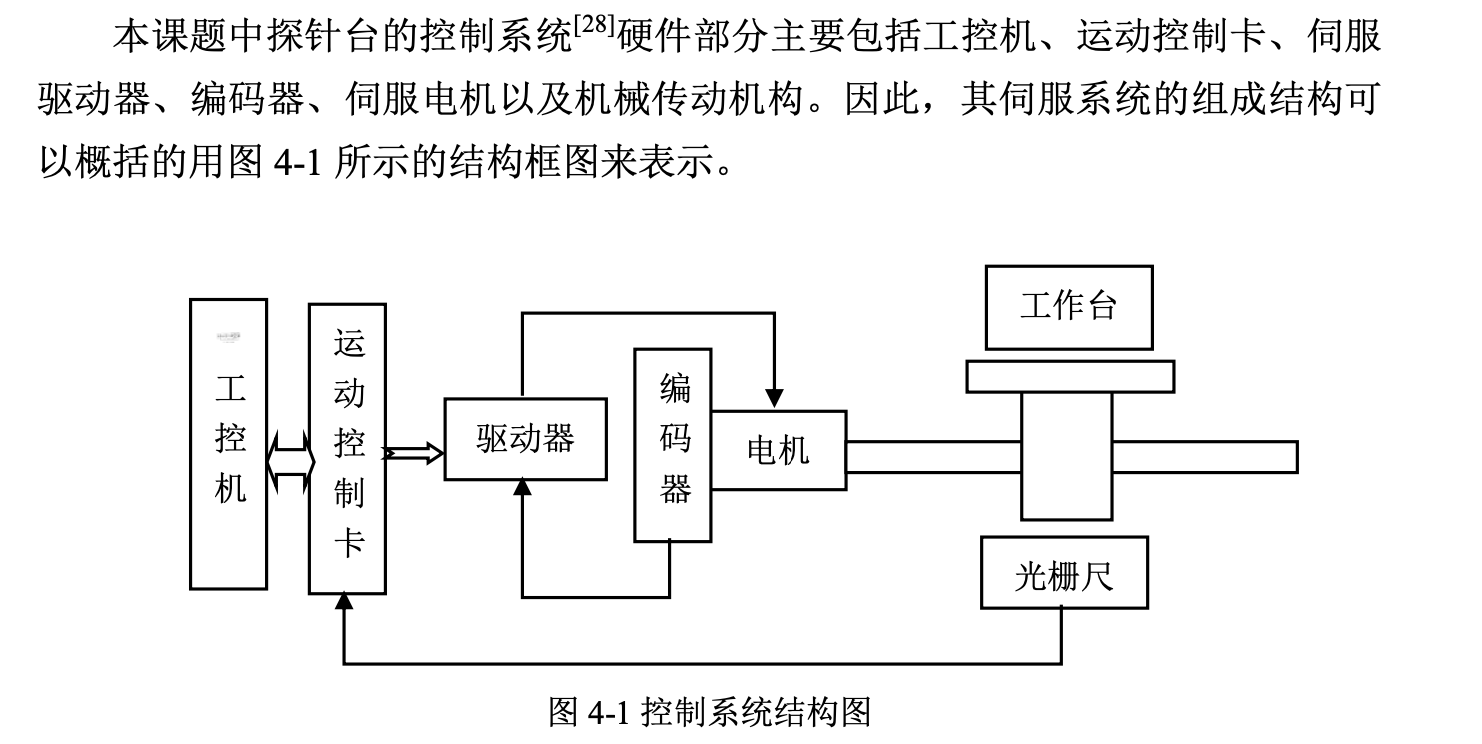 本课题中探针台的控制系统[28]硬件部分主要包括工控机、运动控制卡、伺服
驱动器、编码器、伺服电机以及机械传动机构。因此，其伺服系统的组成结构可
以概括的用图 4-1 所示的结构框图来表示。
工控机
运动控制卡
驱动器
编码器
电机
工作台
光栅尺
图 4-1 控制系统结构图